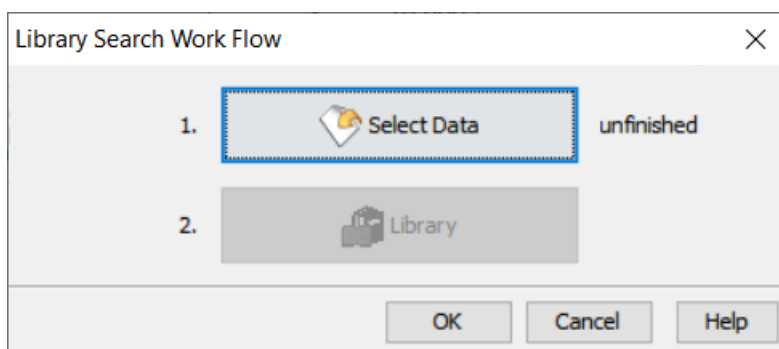 Library Search Work Flow
1. Select Data unfinished
2. Library
OK Cancel Help